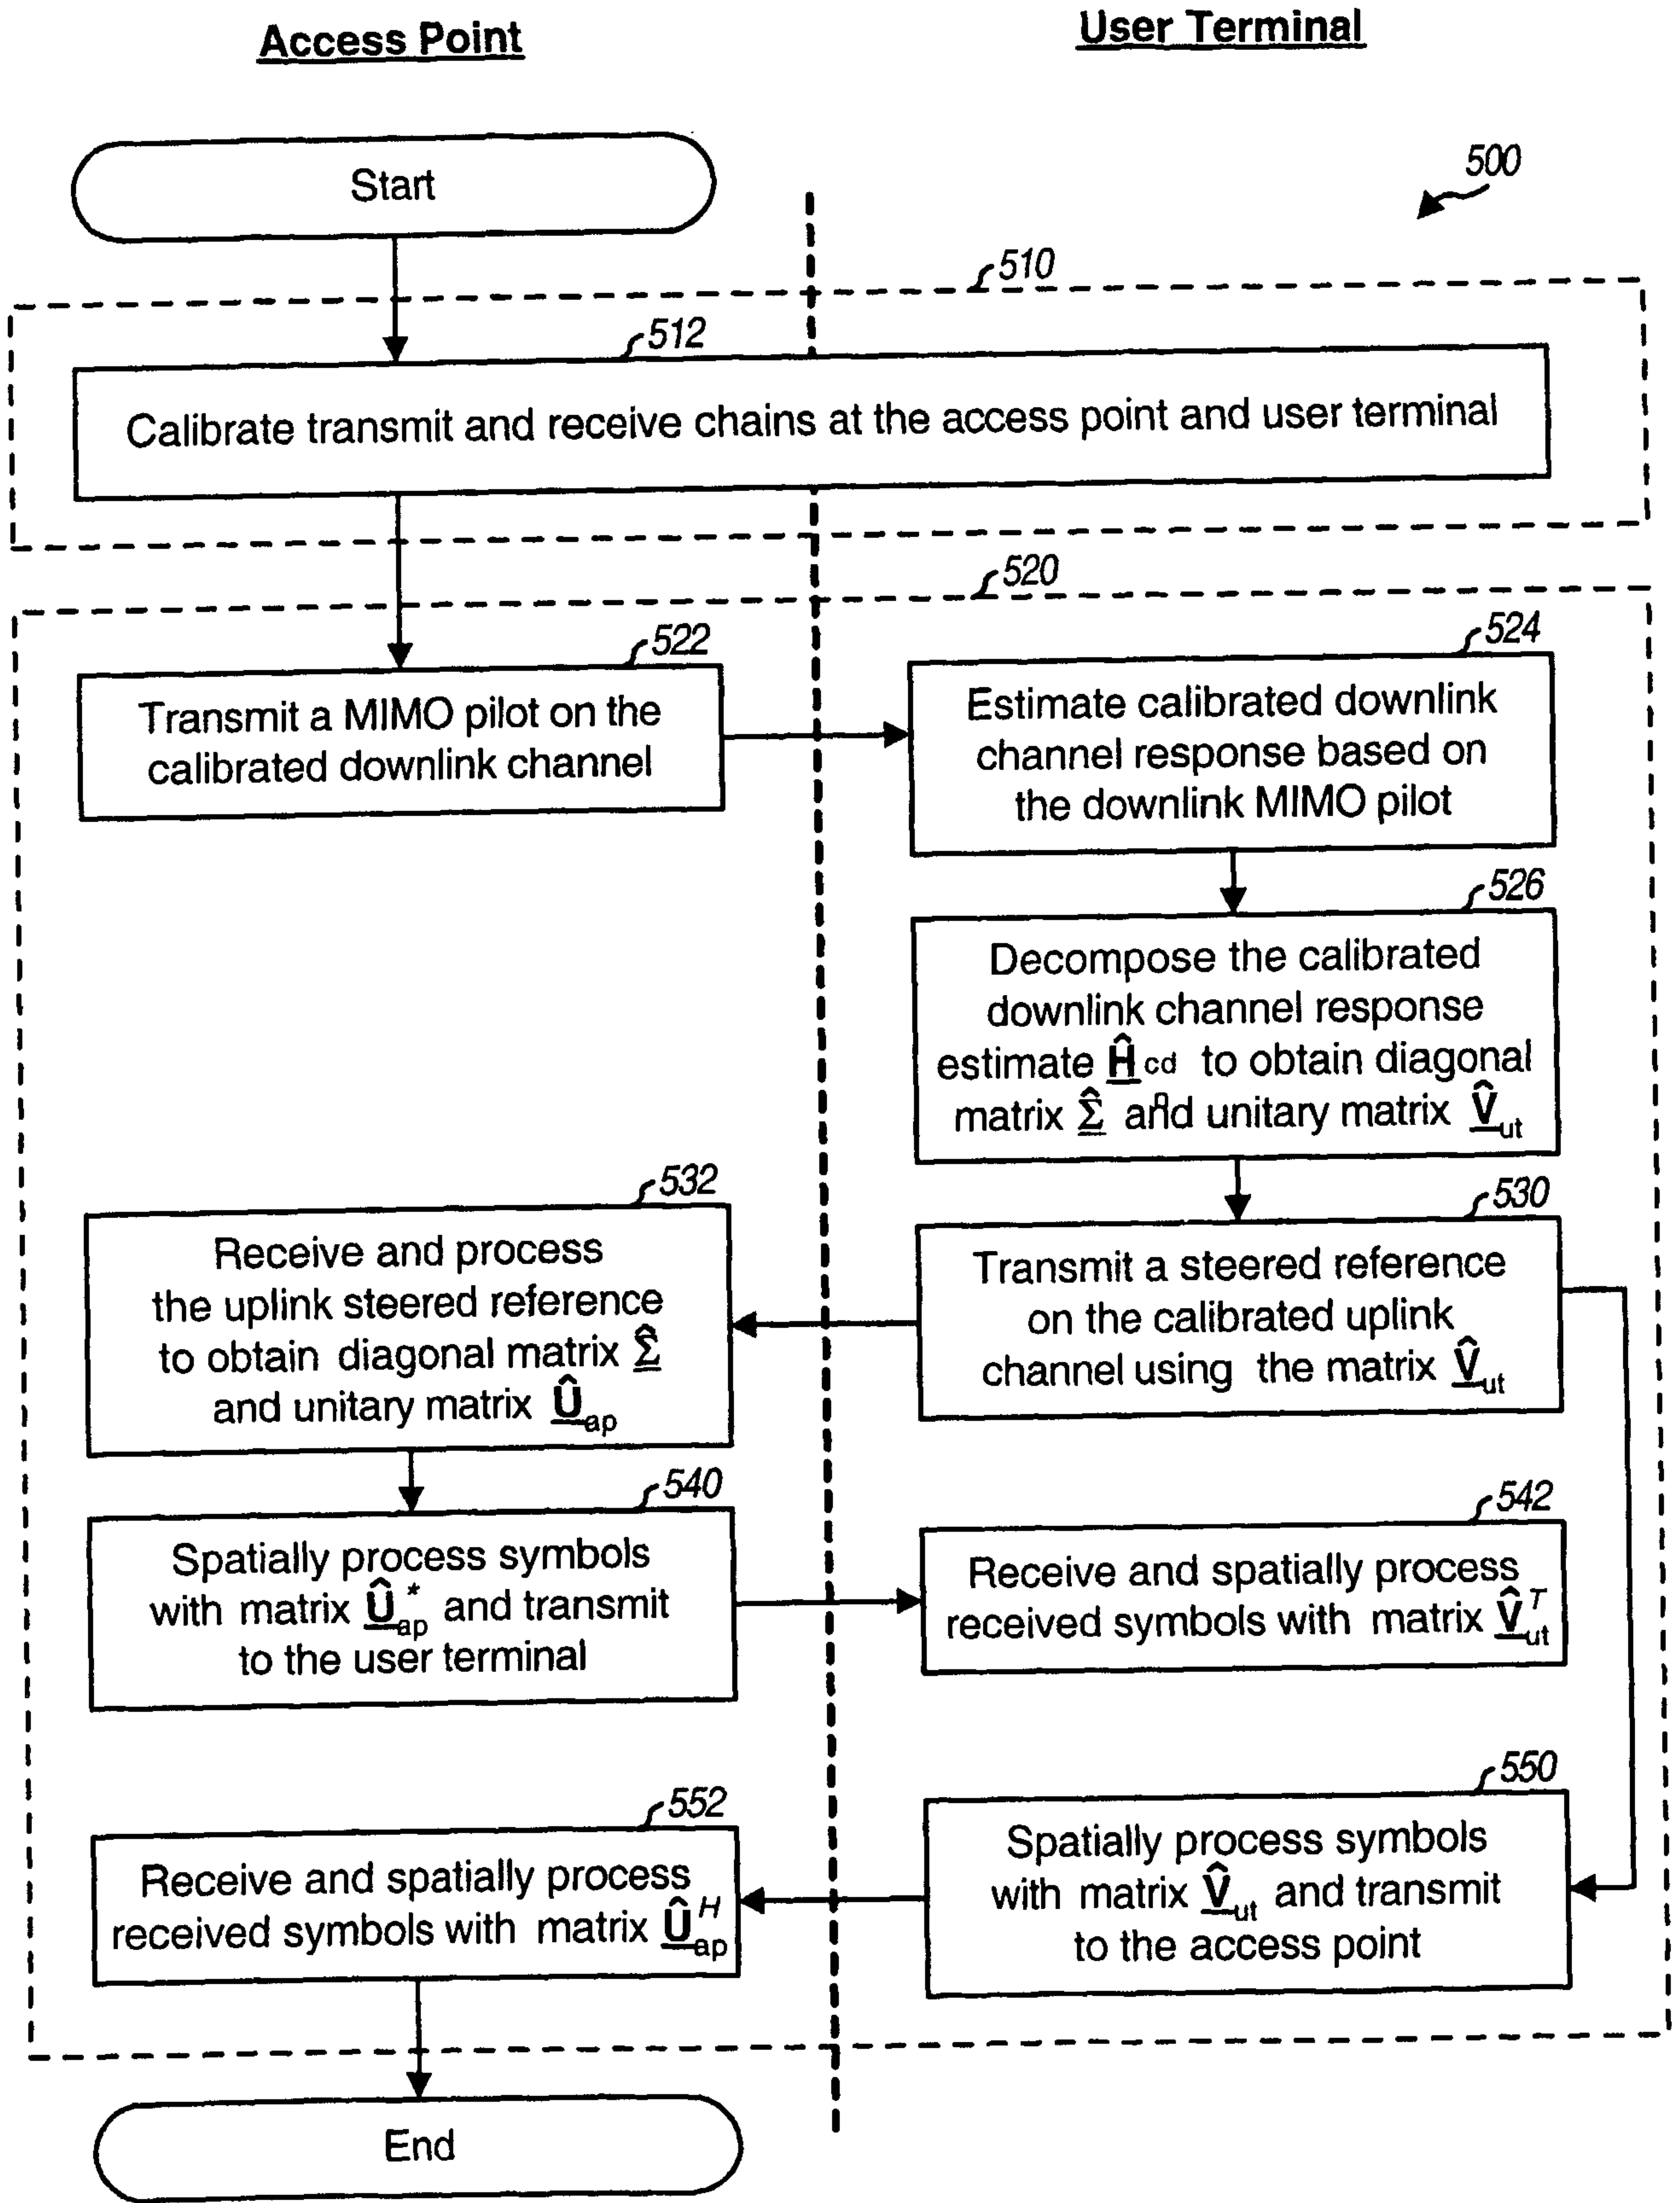 Access Point
User Terminal
Start
500
510
512
Calibrate transmit and receive chains at the access point and user terminal
520
522
Transmit a MIMO pilot on the
calibrated downlink channel
524
Estimate calibrated downlink
channel response based on
the downlink MIMO pilot
526
Decompose the calibrated
downlink channel response
estimate Ĥcd to obtain diagonal
matrix Σ̂ and unitary matrix V̂ut
530
Transmit a steered reference
on the calibrated uplink
channel using the matrix V̂ut
532
Receive and process
the uplink steered reference
to obtain diagonal matrix Σ̂
and unitary matrix Ûap
540
Spatially process symbols
with matrix Û*ap and transmit
to the user terminal
542
Receive and spatially process
received symbols with matrix V̂Tut
550
Spatially process symbols
with matrix V̂ut and transmit
to the access point
552
Receive and spatially process
received symbols with matrix ÛHap
End